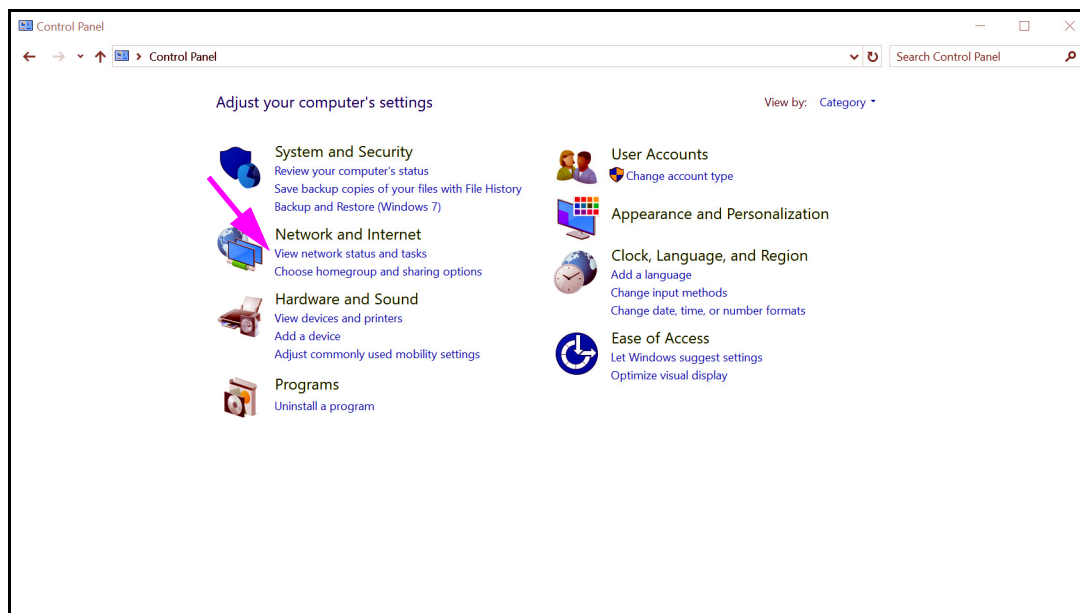 Control Panel
Control Panel
Search Control Panel
Adjust your computer's settings
View by: Category
System and Security
Review your computer's status
Save backup copies of your files with File History
Backup and Restore (Windows 7)
Network and Internet
View network status and tasks
Choose homegroup and sharing options
Hardware and Sound
View devices and printers
Add a device
Adjust commonly used mobility settings
Programs
Uninstall a program
User Accounts
Change account type
Appearance and Personalization
Clock, Language, and Region
Add a language
Change input methods
Change date, time, or number formats
Ease of Access
Let Windows suggest settings
Optimize visual display